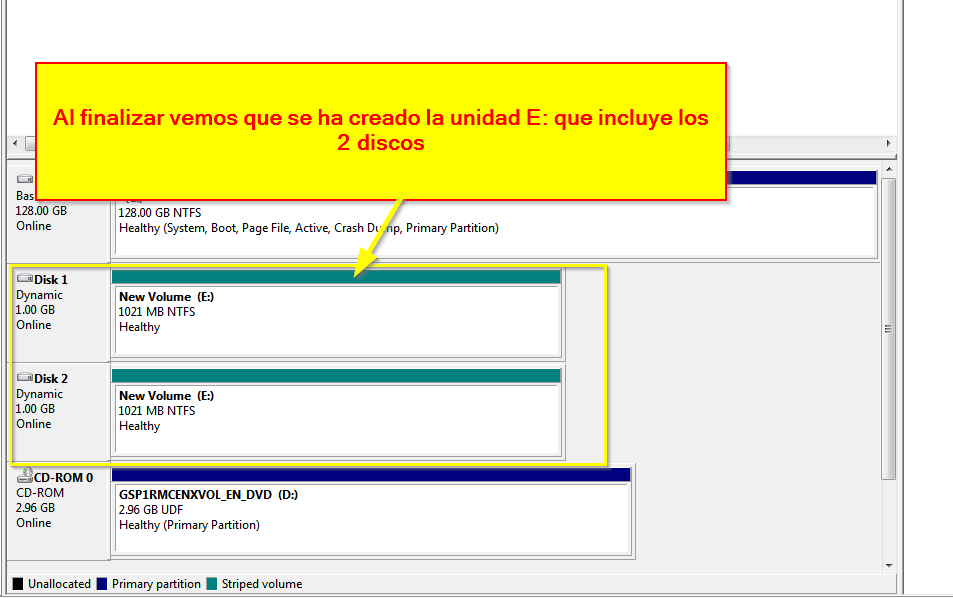 Al finalizar vemos que se ha creado la unidad E: que incluye los
2 discos
128.00 GB
Online
128.00 GB NTFS
Healthy (System, Boot, Page File, Active, Crash Dump, Primary Partition)
Disk 1
Dynamic
1.00 GB
Online
New Volume (E:)
1021 MB NTFS
Healthy
Disk 2
Dynamic
1.00 GB
Online
New Volume (E:)
1021 MB NTFS
Healthy
CD-ROM 0
CD-ROM
2.96 GB
Online
GSP1RMCENXVOL_EN_DVD (D:)
2.96 GB UDF
Healthy (Primary Partition)
Unallocated Primary partition Striped volume